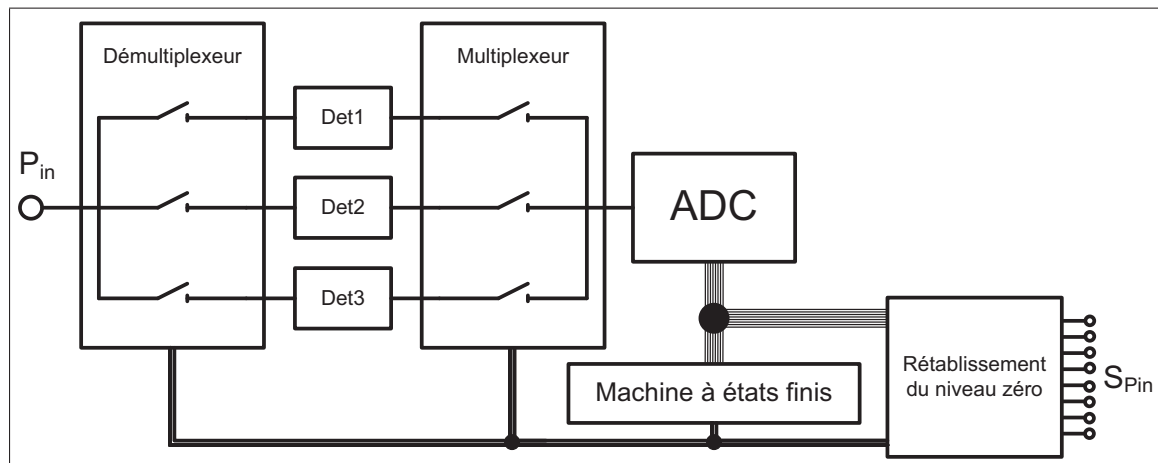 Démultiplexeur
Multiplexeur
Det1
Det2
Det3
Pin
ADC
Machine à états finis
Rétablissement
du niveau zéro
SPin